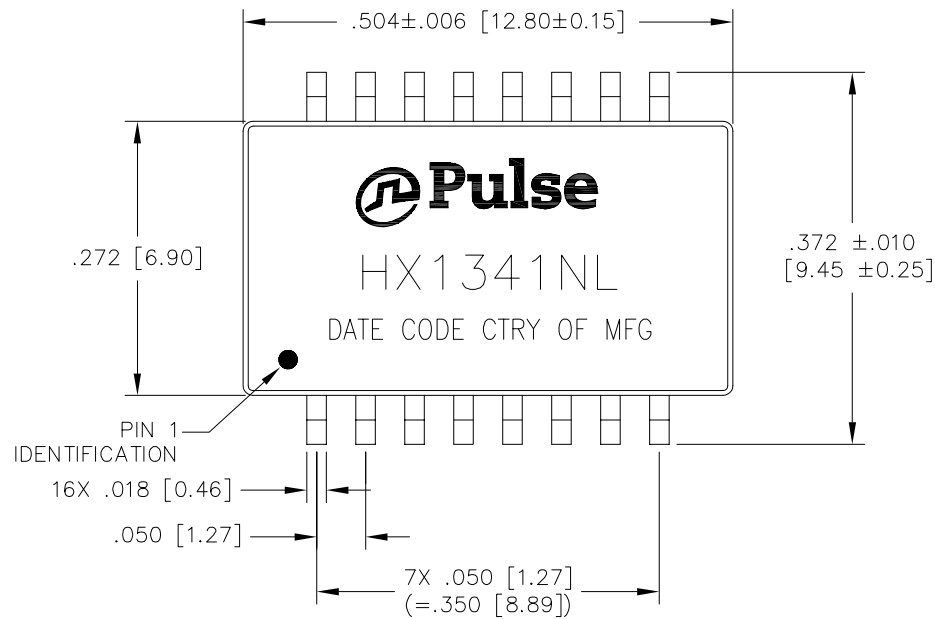 .504±.006 [12.80±0.15]
.272 [6.90]
Pulse
HX1341NL
DATE CODE CTRY OF MFG
.372 ±.010
[9.45 ±0.25]
PIN 1
IDENTIFICATION
16X .018 [0.46]
.050 [1.27]
7X .050 [1.27]
(=.350 [8.89])